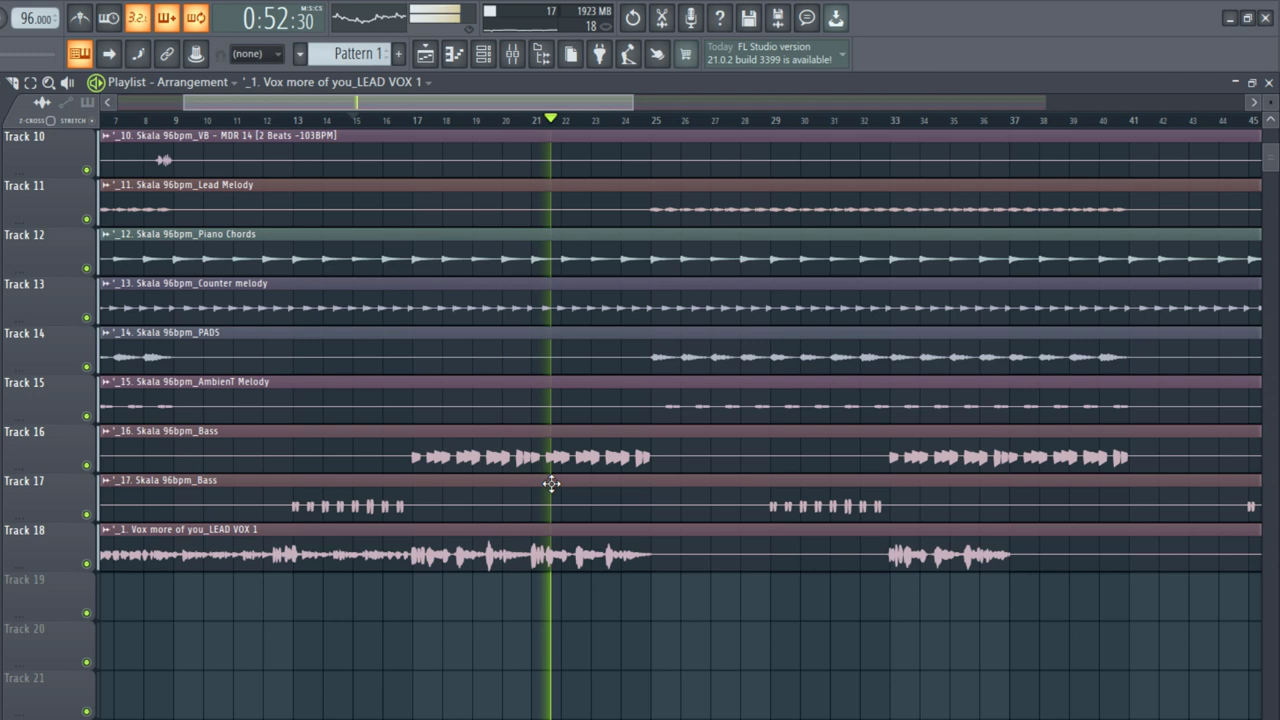 96.000
3.2.
0:52:30
M:S:CS
17
1923 MB
18
(none)
Pattern 1
+
Today FL Studio version
21.0.2 build 3399 is available!
Playlist - Arrangement
'_1. Vox more of you_LEAD VOX 1
Z-CROSS STRETCH
7 8 9 10 11 12 13 14 15 16 17 18 19 20 21 22 23 24 25 26 27 28 29 30 31 32 33 34 35 36 37 38 39 40 41 42 43 44 45
Track 10
'_10. Skala 96bpm_VB - MDR 14 [2 Beats -103BPM]
Track 11
'_11. Skala 96bpm_Lead Melody
Track 12
'_12. Skala 96bpm_Piano Chords
Track 13
'_13. Skala 96bpm_Counter melody
Track 14
'_14. Skala 96bpm_PADS
Track 15
'_15. Skala 96bpm_AmbienT Melody
Track 16
'_16. Skala 96bpm_Bass
Track 17
'_17. Skala 96bpm_Bass
Track 18
'_1. Vox more of you_LEAD VOX 1
Track 19
Track 20
Track 21